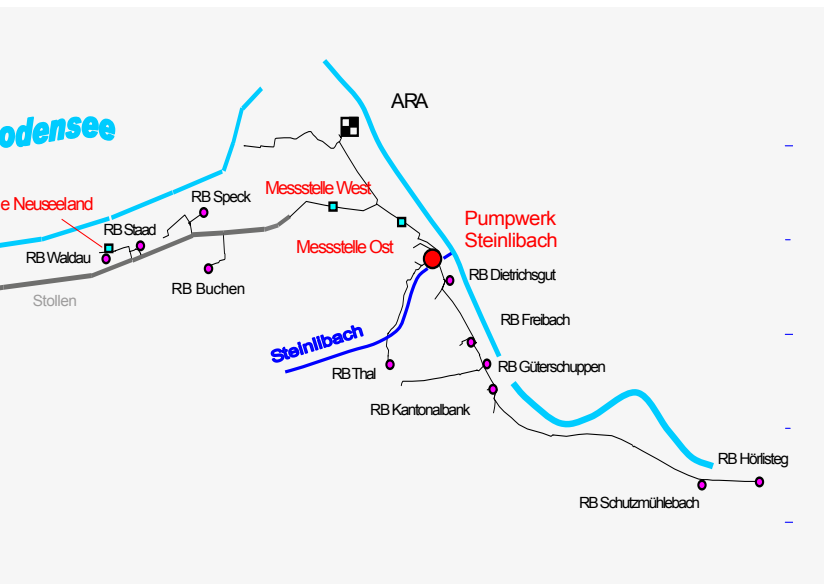 ARA
odensee
Messstelle West
RB Speck
e Neuseeland
Pumpwerk
Steinlibach
RB Staad
Messstelle Ost
RB Waldau
RB Dietrichsgut
RB Buchen
Stollen
RB Freibach
Steinlibach
RB Thal
RB Güterschuppen
RB Kantonalbank
RB Hörlisteg
RB Schutzmühlebach